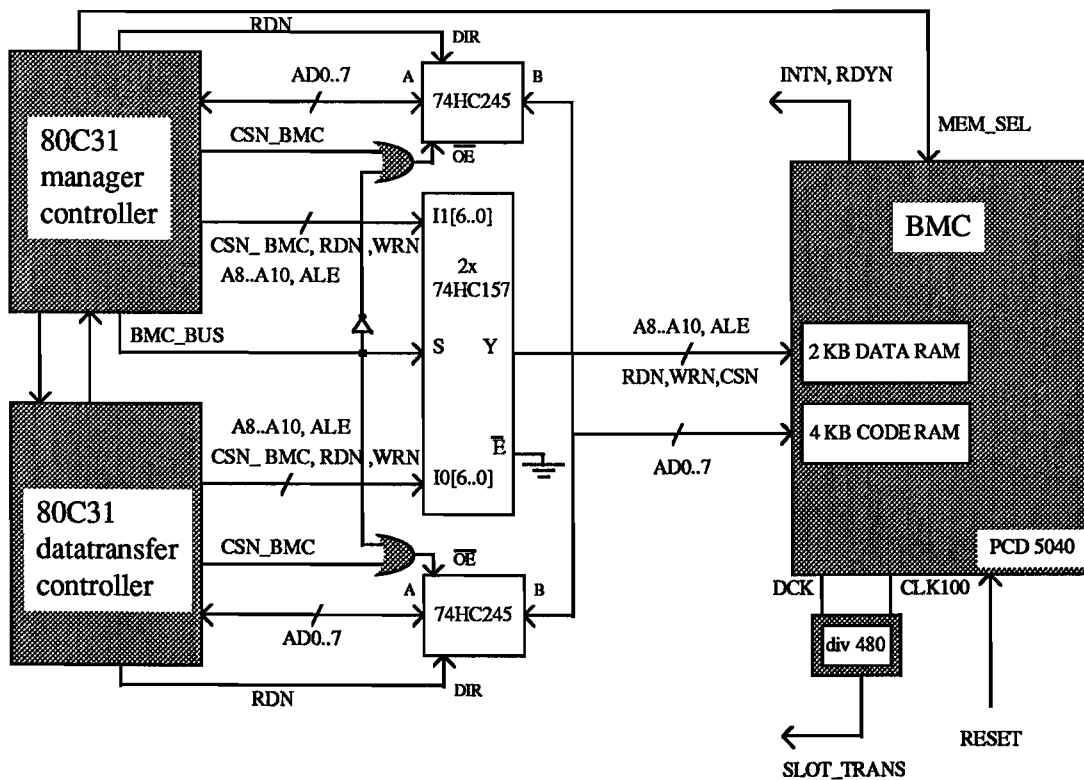 RDN
DIR
A
B
AD0..7
74HC245
INTN, RDYN
80C31
manager
controller
CSN_BMC
OE
MEM_SEL
I1[6..0]
BMC
CSN_ BMC, RDN ,WRN
A8..A10, ALE
2x
74HC157
BMC_BUS
S
Y
A8..A10, ALE
2 KB DATA RAM
RDN,WRN,CSN
A8..A10, ALE
CSN_ BMC, RDN ,WRN
E
4 KB CODE RAM
AD0..7
I0[6..0]
80C31
datatransfer
controller
CSN_BMC
OE
PCD 5040
A
B
74HC245
DCK
CLK100
AD0..7
div 480
RDN
DIR
RESET
SLOT_TRANS